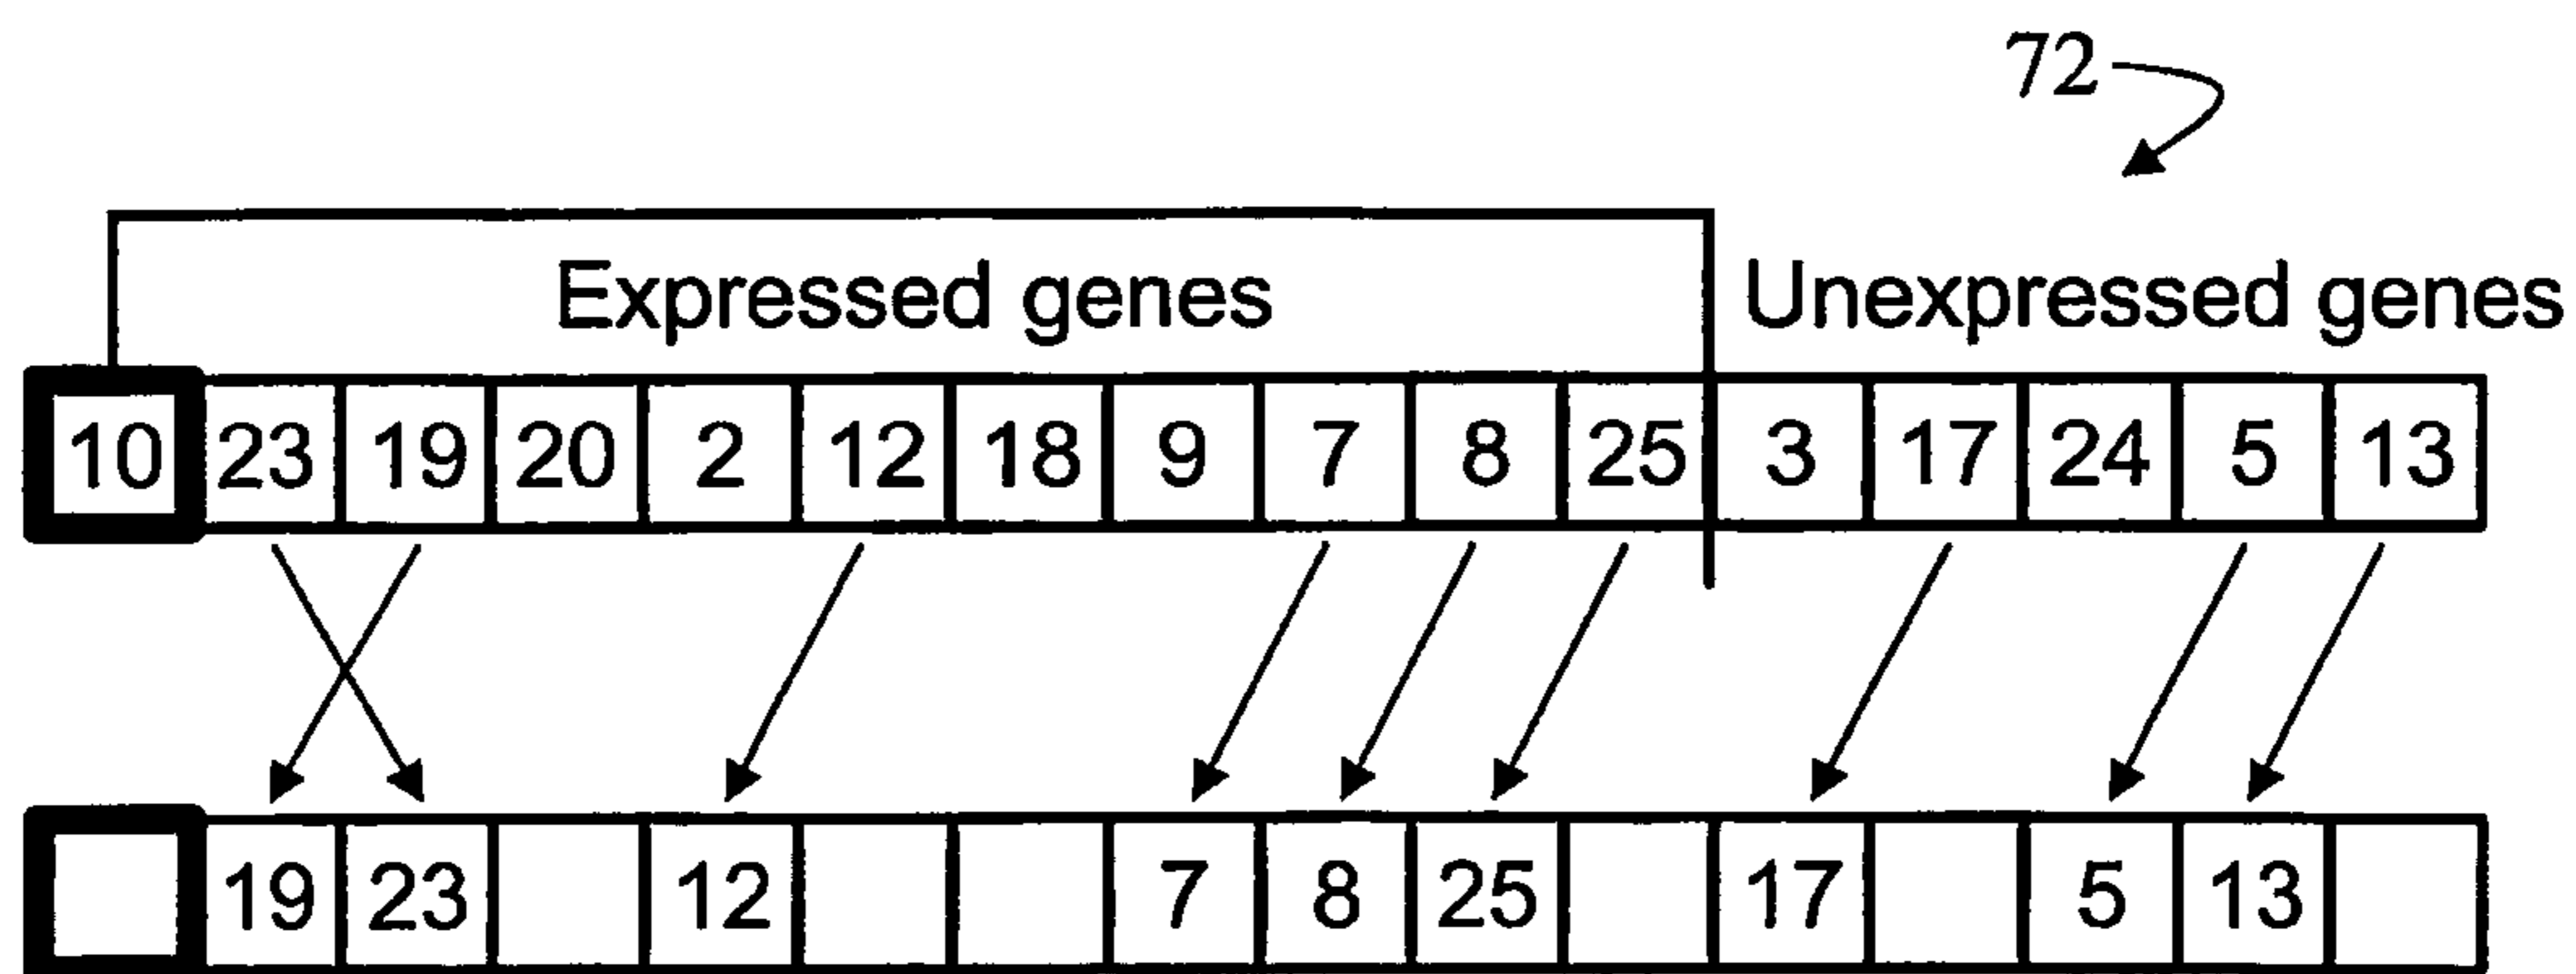 72
Expressed genes Unexpressed genes
10 23 19 20 2 12 18 9 7 8 25 3 17 24 5 13
19 23 12 7 8 25 17 5 13